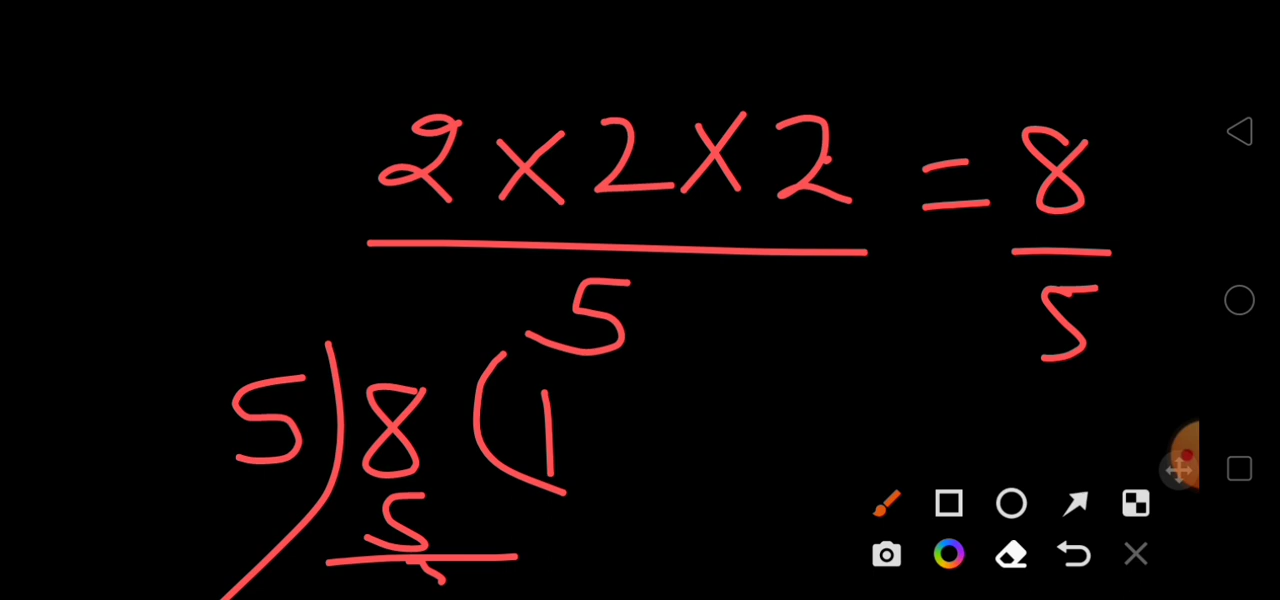 2 × 2 × 2 = 8
5 5
5 ) 8 ( 1
5